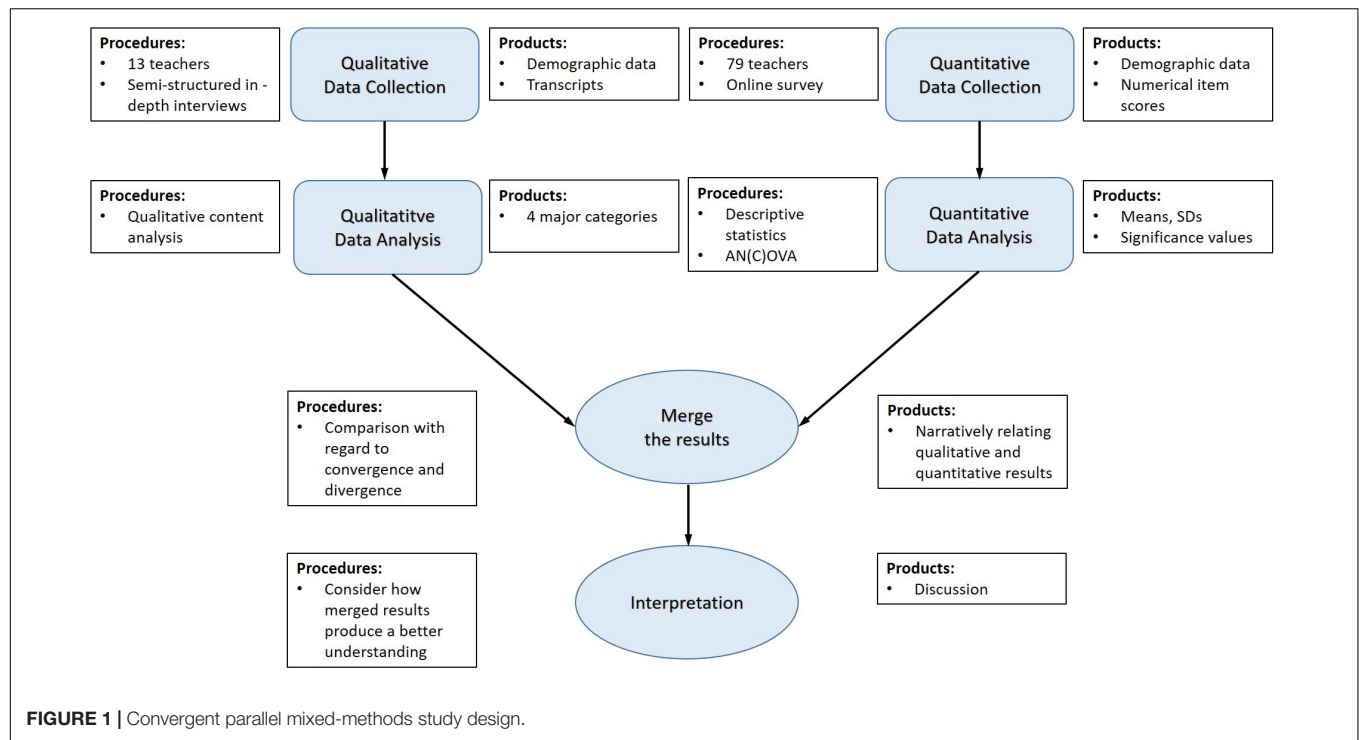 Procedures:
• 13 teachers
• Semi-structured in -
depth interviews
Qualitative
Data Collection
Products:
• Demographic data
• Transcripts
Procedures:
• 79 teachers
• Online survey
Quantitative
Data Collection
Products:
• Demographic data
• Numerical item
scores
Procedures:
• Qualitative content
analysis
Qualitatitve
Data Analysis
Products:
• 4 major categories
Procedures:
• Descriptive
statistics
• AN(C)OVA
Quantitative
Data Analysis
Products:
• Means, SDs
• Significance values
Procedures:
• Comparison with
regard to
convergence and
divergence
Merge
the results
Products:
• Narratively relating
qualitative and
quantitative results
Procedures:
• Consider how
merged results
produce a better
understanding
Interpretation
Products:
• Discussion
FIGURE 1 | Convergent parallel mixed-methods study design.